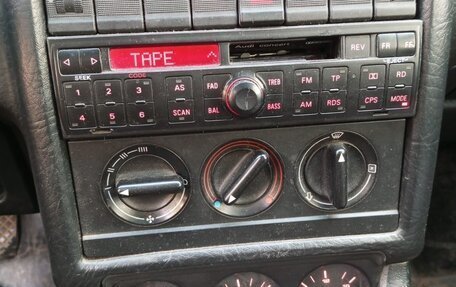 TAPE
Audi concert
REV
FR
FF
SEEK
CODE
EJECT
1 2 3
4 5 6
AS
SCAN
FAD
BAL
TREB
BASS
FM
TP
AM
RDS
RD
CPS
MODE